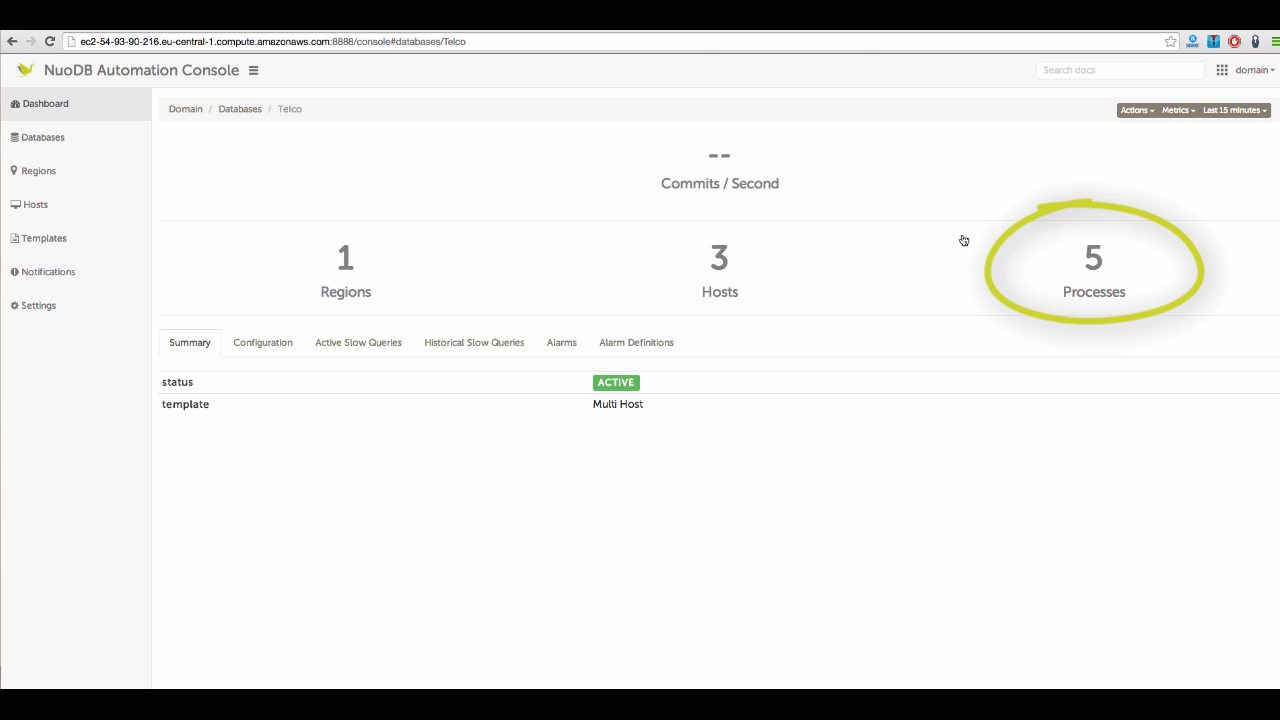 ec2-54-93-90-216.eu-central-1.compute.amazonaws.com:8888/console#databases/Telco
NuoDB Automation Console
Search docs
domain
Dashboard
Databases
Regions
Hosts
Templates
Notifications
Settings
Domain / Databases / Telco
Actions Metrics Last 15 minutes
--
Commits / Second
1
Regions
3
Hosts
5
Processes
Summary Configuration Active Slow Queries Historical Slow Queries Alarms Alarm Definitions
status ACTIVE
template Multi Host